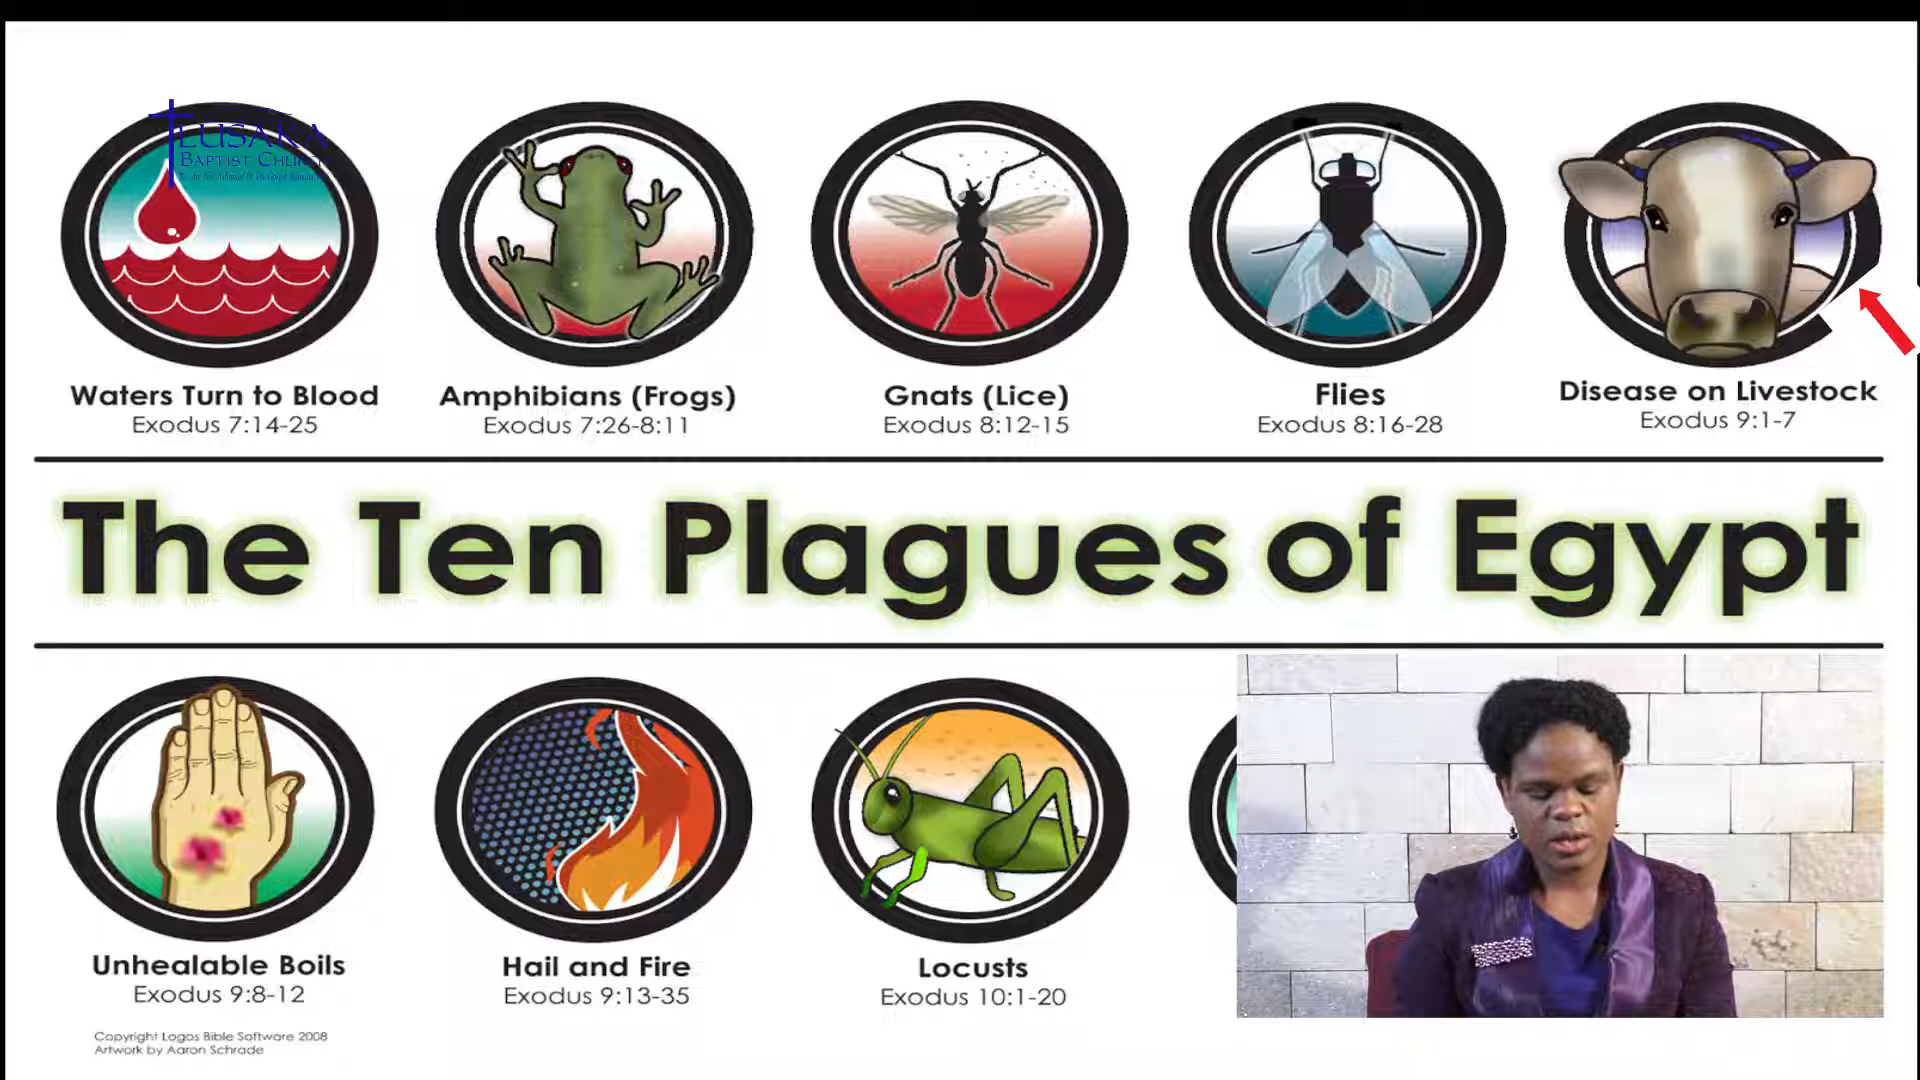 LUSAKA
BAPTIST CHURCH
Waters Turn to Blood
Exodus 7:14-25
Amphibians (Frogs)
Exodus 7:26-8:11
Gnats (Lice)
Exodus 8:12-15
Flies
Exodus 8:16-28
Disease on Livestock
Exodus 9:1-7
The Ten Plagues of Egypt
Unhealable Boils
Exodus 9:8-12
Hail and Fire
Exodus 9:13-35
Locusts
Exodus 10:1-20
Copyright Logos Bible Software 2008
Artwork by Aaron Schrade